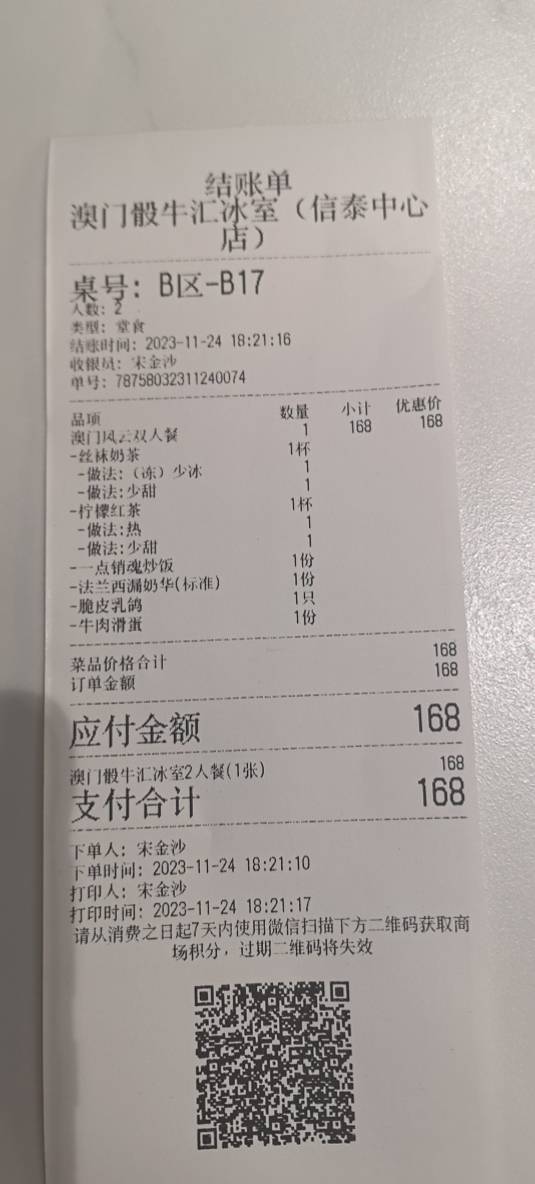 结账单
澳门骰牛汇冰室（信泰中心
店）
桌号: B区-B17
人数: 2
类型: 堂食
结账时间: 2023-11-24 18:21:16
收银员: 宋金沙
单号: 78758032311240074
品项 数量 小计 优惠价
澳门风云双人餐 1 168 168
-丝袜奶茶 1杯
-做法:（冻）少冰 1
-做法:少甜 1
-柠檬红茶 1杯
-做法:热 1
-做法:少甜 1
-一点销魂炒饭 1份
-法兰西漏奶华(标准) 1份
-脆皮乳鸽 1只
-牛肉滑蛋 1份
菜品价格合计 168
订单金额 168
应付金额 168
澳门骰牛汇冰室2人餐(1张) 168
支付合计 168
下单人: 宋金沙
下单时间: 2023-11-24 18:21:10
打印人: 宋金沙
打印时间: 2023-11-24 18:21:17
请从消费之日起7天内使用微信扫描下方二维码获取商
场积分，过期二维码将失效